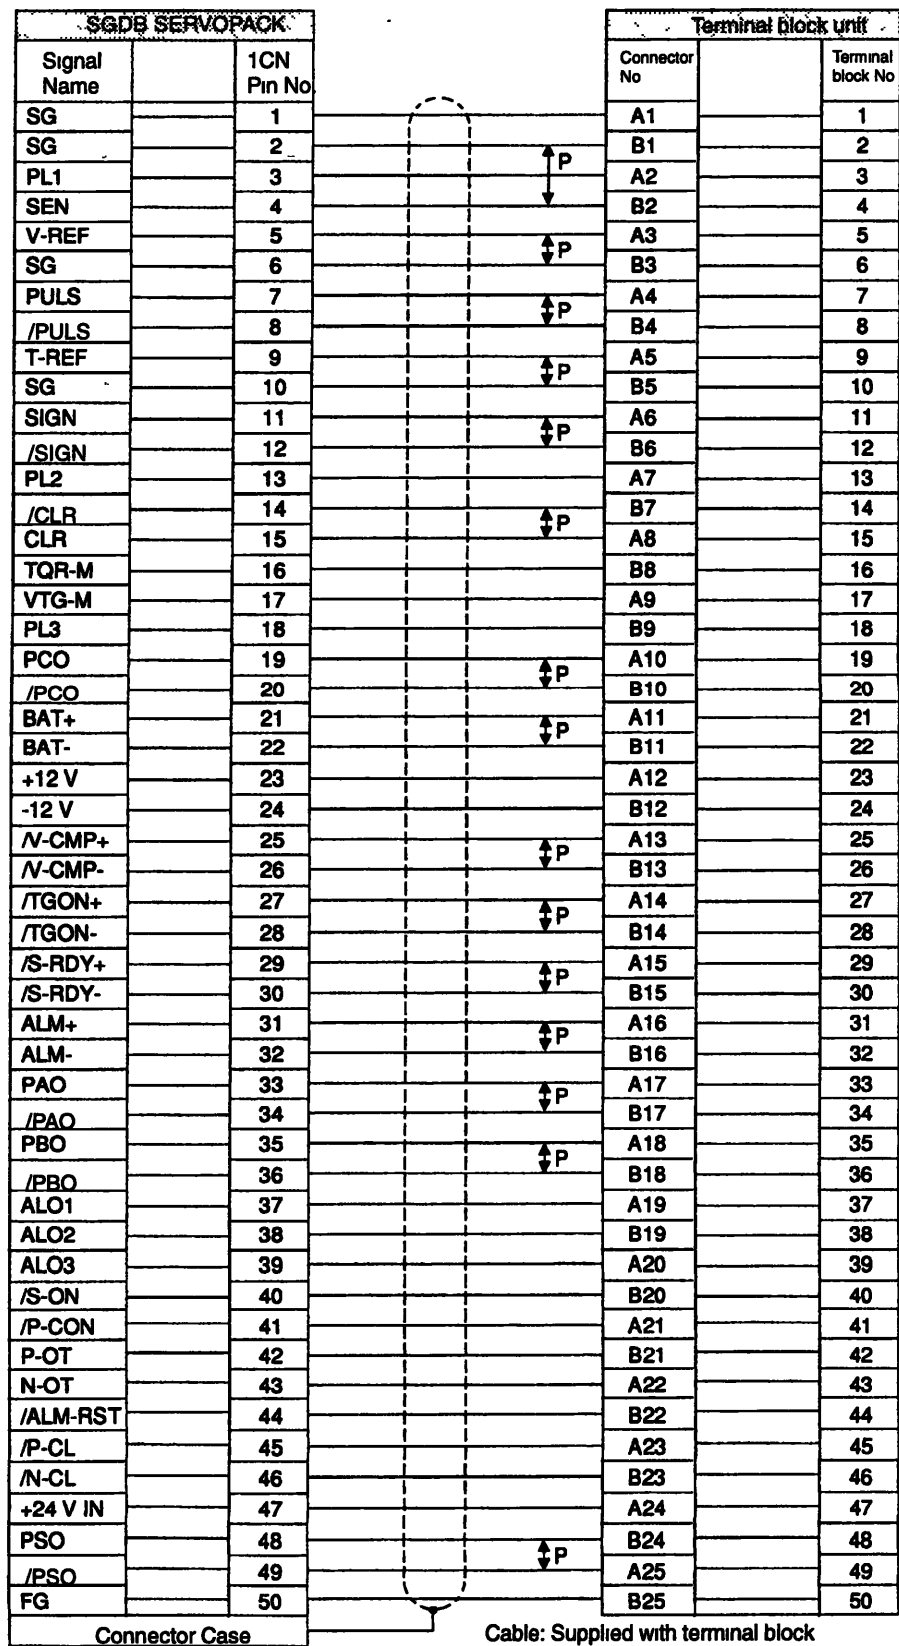 SGDB SERVOPACK Terminal block unit
Signal Name 1CN Pin No Connector No Terminal block No
SG 1 A1 1
SG 2 B1 2
P
PL1 3 A2 3
SEN 4 B2 4
V-REF 5 A3 5
P
SG 6 B3 6
PULS 7 A4 7
P
/PULS 8 B4 8
T-REF 9 A5 9
P
SG 10 B5 10
SIGN 11 A6 11
P
/SIGN 12 B6 12
PL2 13 A7 13
/CLR 14 B7 14
P
CLR 15 A8 15
TQR-M 16 B8 16
VTG-M 17 A9 17
PL3 18 B9 18
PCO 19 A10 19
P
/PCO 20 B10 20
BAT+ 21 A11 21
P
BAT- 22 B11 22
+12 V 23 A12 23
-12 V 24 B12 24
/V-CMP+ 25 A13 25
P
/V-CMP- 26 B13 26
/TGON+ 27 A14 27
P
/TGON- 28 B14 28
/S-RDY+ 29 A15 29
P
/S-RDY- 30 B15 30
ALM+ 31 A16 31
P
ALM- 32 B16 32
PAO 33 A17 33
P
/PAO 34 B17 34
PBO 35 A18 35
P
/PBO 36 B18 36
ALO1 37 A19 37
ALO2 38 B19 38
ALO3 39 A20 39
/S-ON 40 B20 40
/P-CON 41 A21 41
P-OT 42 B21 42
N-OT 43 A22 43
/ALM-RST 44 B22 44
/P-CL 45 A23 45
/N-CL 46 B23 46
+24 V IN 47 A24 47
PSO 48 B24 48
P
/PSO 49 A25 49
FG 50 B25 50
Connector Case Cable: Supplied with terminal block